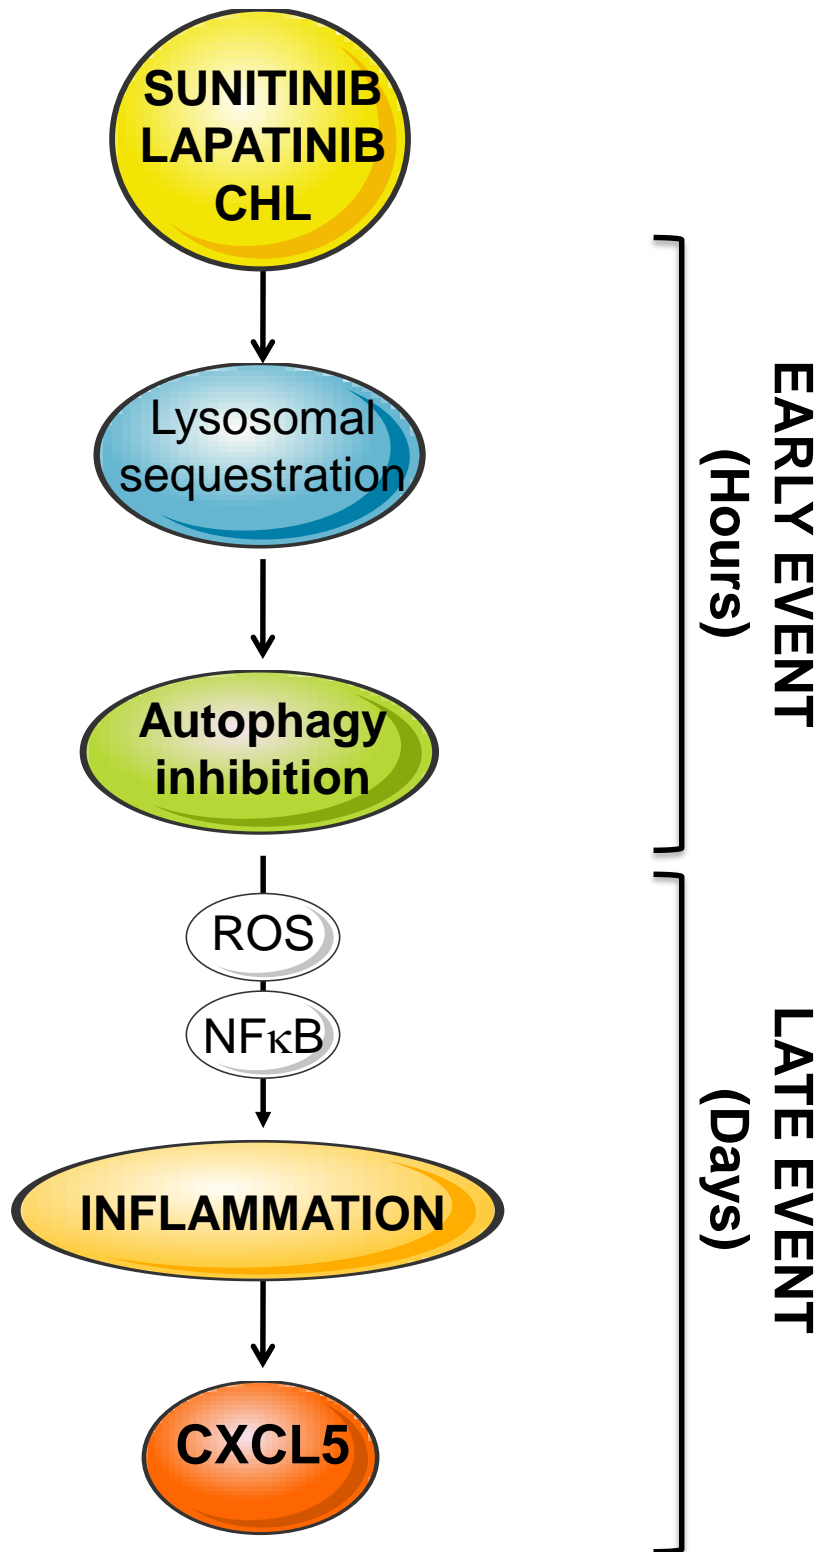 SUNITINIB
LAPATINIB
CHL
Lysosomal
sequestration
Autophagy
inhibition
EARLY EVENT
(Hours)
ROS
NFκB
INFLAMMATION
CXCL5
LATE EVENT
(Days)